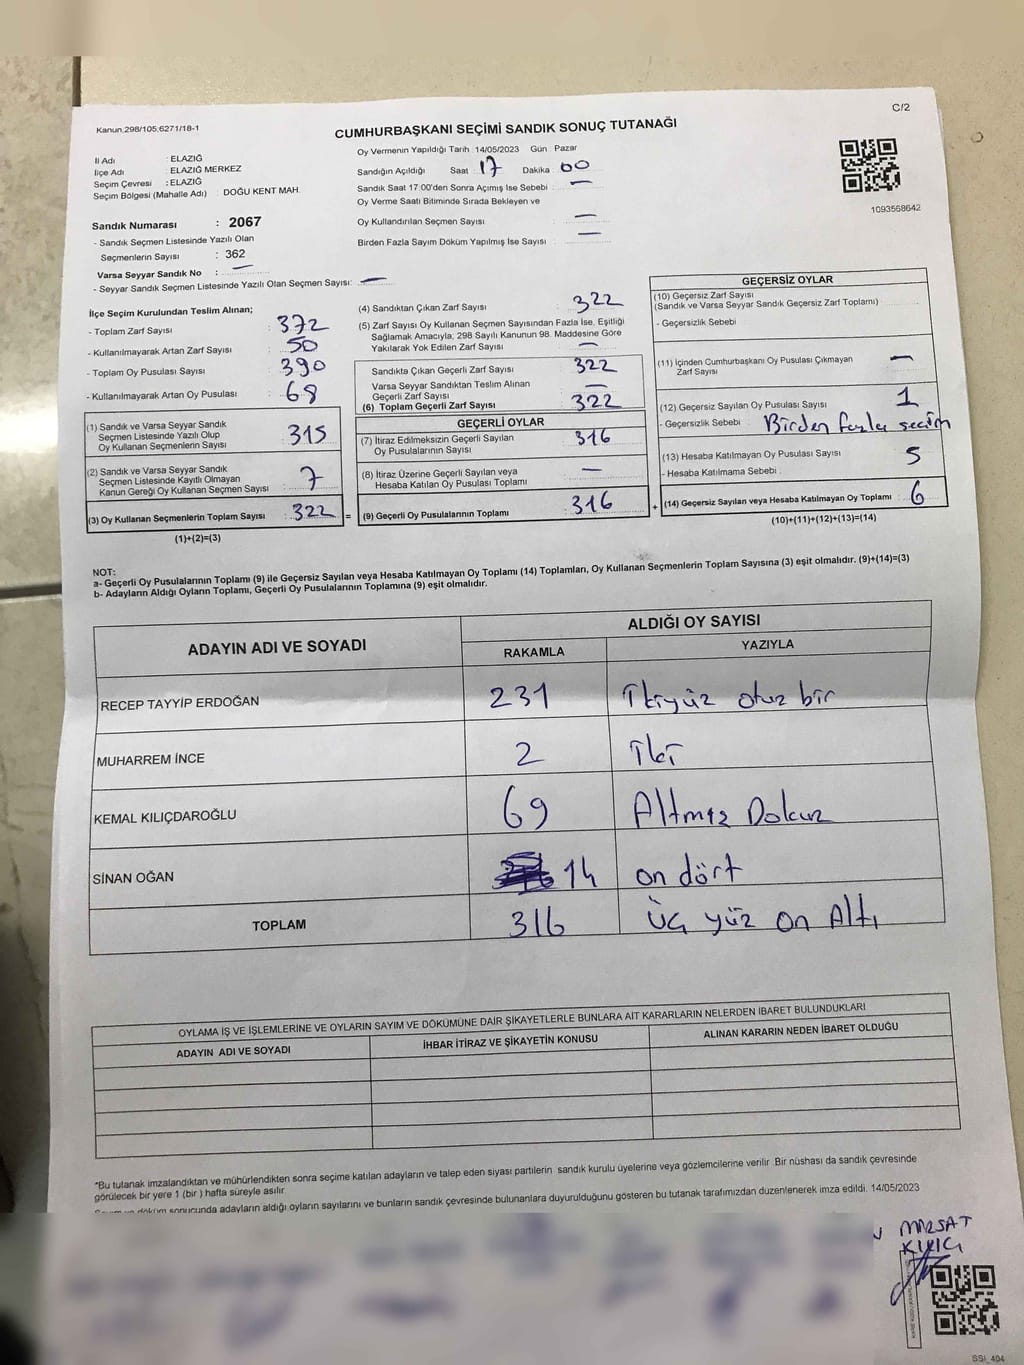 C/2
Kanun.298/105,6271/18-1
CUMHURBAŞKANI SEÇİMİ SANDIK SONUÇ TUTANAĞI
İl Adı : ELAZIĞ
İlçe Adı : ELAZIĞ MERKEZ
Seçim Çevresi : ELAZIĞ
Seçim Bölgesi (Mahalle Adı) : DOĞU KENT MAH.
Sandık Numarası : 2067
- Sandık Seçmen Listesinde Yazılı Olan
Seçmenlerin Sayısı : 362
Varsa Seyyar Sandık No : —
- Seyyar Sandık Seçmen Listesinde Yazılı Olan Seçmen Sayısı: —
Oy Vermenin Yapıldığı Tarih :14/05/2023 Gün : Pazar
Sandığın Açıldığı Saat : 17 Dakika : 00
Sandık Saat 17:00'den Sonra Açımış İse Sebebi : —
Oy Verme Saati Bitiminde Sırada Bekleyen ve
Oy Kullandırılan Seçmen Sayısı : —
Birden Fazla Sayım Döküm Yapılmış İse Sayısı : —
1093568642
İlçe Seçim Kurulundan Teslim Alınan;
- Toplam Zarf Sayısı : 372
- Kullanılmayarak Artan Zarf Sayısı : 50
- Toplam Oy Pusulası Sayısı : 390
- Kullanılmayarak Artan Oy Pusulası : 68
(1) Sandık ve Varsa Seyyar Sandık
Seçmen Listesinde Yazılı Olup
Oy Kullanan Seçmenlerin Sayısı : 315
(2) Sandık ve Varsa Seyyar Sandık
Seçmen Listesinde Kayıtlı Olmayan
Kanun Gereği Oy Kullanan Seçmen Sayısı : 7
(3) Oy Kullanan Seçmenlerin Toplam Sayısı : 322 =
(1)+(2)=(3)
(4) Sandıktan Çıkan Zarf Sayısı : 322
(5) Zarf Sayısı Oy Kullanan Seçmen Sayısından Fazla İse, Eşitliği
Sağlamak Amacıyla, 298 Sayılı Kanunun 98. Maddesine Göre
Yakılarak Yok Edilen Zarf Sayısı : —
Sandıkta Çıkan Geçerli Zarf Sayısı : 322
Varsa Seyyar Sandıktan Teslim Alınan
Geçerli Zarf Sayısı : —
(6) Toplam Geçerli Zarf Sayısı : 322
GEÇERLİ OYLAR
(7) İtiraz Edilmeksizin Geçerli Sayılan
Oy Pusulalarının Sayısı : 316
(8) İtiraz Üzerine Geçerli Sayılan veya
Hesaba Katılan Oy Pusulası Toplamı : —
(9) Geçerli Oy Pusulalarının Toplamı : 316 +
GEÇERSİZ OYLAR
(10) Geçersiz Zarf Sayısı
(Sandık ve Varsa Seyyar Sandık Geçersiz Zarf Toplamı)
- Geçersizlik Sebebi :
(11) İçinden Cumhurbaşkanı Oy Pusulası Çıkmayan
Zarf Sayısı : —
(12) Geçersiz Sayılan Oy Pusulası Sayısı : 1
- Geçersizlik Sebebi : Birden fazla seçim
(13) Hesaba Katılmayan Oy Pusulası Sayısı : 5
- Hesaba Katılmama Sebebi :
(14) Geçersiz Sayılan veya Hesaba Katılmayan Oy Toplamı : 6
(10)+(11)+(12)+(13)=(14)
NOT:
a- Geçerli Oy Pusulalarının Toplamı (9) ile Geçersiz Sayılan veya Hesaba Katılmayan Oy Toplamı (14) Toplamları, Oy Kullanan Seçmenlerin Toplam Sayısına (3) eşit olmalıdır. (9)+(14)=(3)
b- Adayların Aldığı Oyların Toplamı, Geçerli Oy Pusulalarının Toplamına (9) eşit olmalıdır.
ADAYIN ADI VE SOYADI ALDIĞI OY SAYISI
RAKAMLA YAZIYLA
RECEP TAYYİP ERDOĞAN 231 İkiyüz otuz bir
MUHARREM İNCE 2 İki
KEMAL KILIÇDAROĞLU 69 Altmış Dokuz
SİNAN OĞAN 14 on dört
TOPLAM 316 Üç yüz on Altı
OYLAMA İŞ VE İŞLEMLERİNE VE OYLARIN SAYIM VE DÖKÜMÜNE DAİR ŞİKAYETLERLE BUNLARA AİT KARARLARIN NELERDEN İBARET BULUNDUKLARI
ADAYIN ADI VE SOYADI İHBAR İTİRAZ VE ŞİKAYETİN KONUSU ALINAN KARARIN NEDEN İBARET OLDUĞU
*Bu tutanak imzalandıktan ve mühürlendikten sonra seçime katılan adayların ve talep eden siyasi partilerin sandık kurulu üyelerine veya gözlemcilerine verilir .Bir nüshası da sandık çevresinde
görülecek bir yere 1 (bir ) hafta süreyle asılır.
döküm sonucunda adayların aldığı oyların sayılarını ve bunların sandık çevresinde bulunanlara duyurulduğunu gösteren bu tutanak tarafımızdan düzenlenerek imza edildi. 14/05/2023
KILIÇ
SSI_404